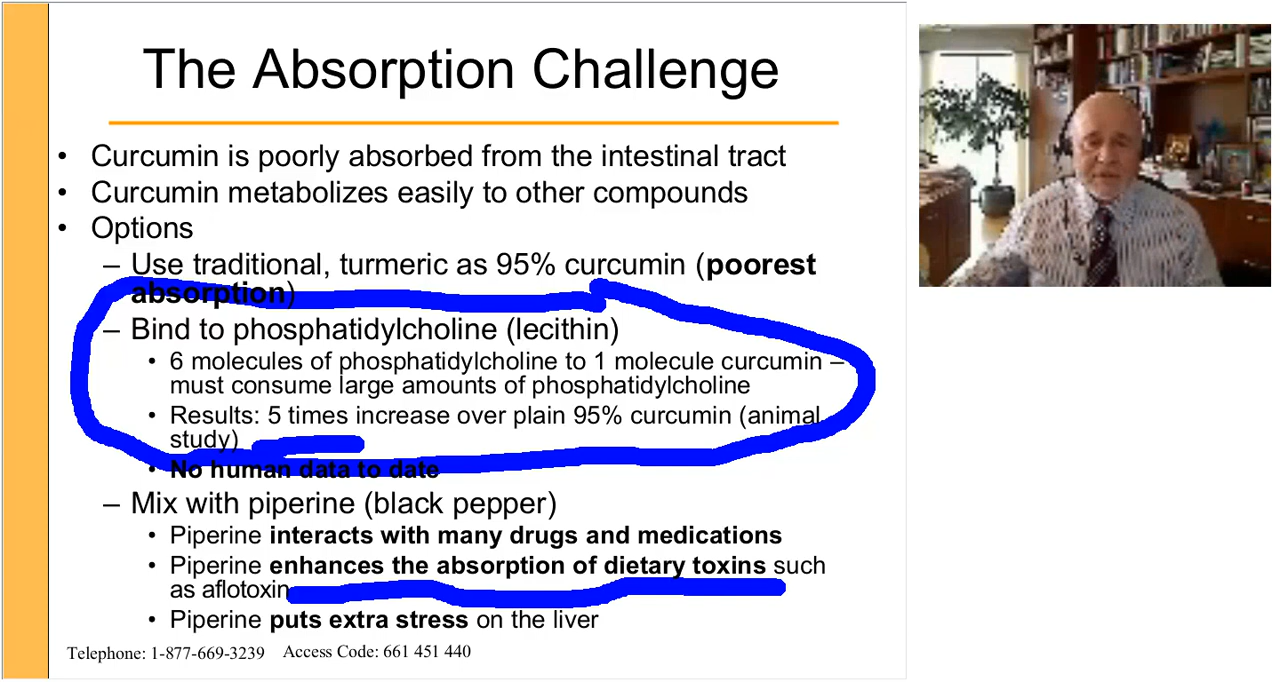 The Absorption Challenge
• Curcumin is poorly absorbed from the intestinal tract
• Curcumin metabolizes easily to other compounds
• Options
– Use traditional, turmeric as 95% curcumin (poorest
absorption)
– Bind to phosphatidylcholine (lecithin)
• 6 molecules of phosphatidylcholine to 1 molecule curcumin –
must consume large amounts of phosphatidylcholine
• Results: 5 times increase over plain 95% curcumin (animal
study)
• No human data to date
– Mix with piperine (black pepper)
• Piperine interacts with many drugs and medications
• Piperine enhances the absorption of dietary toxins such
as aflotoxin
• Piperine puts extra stress on the liver
Telephone: 1-877-669-3239 Access Code: 661 451 440